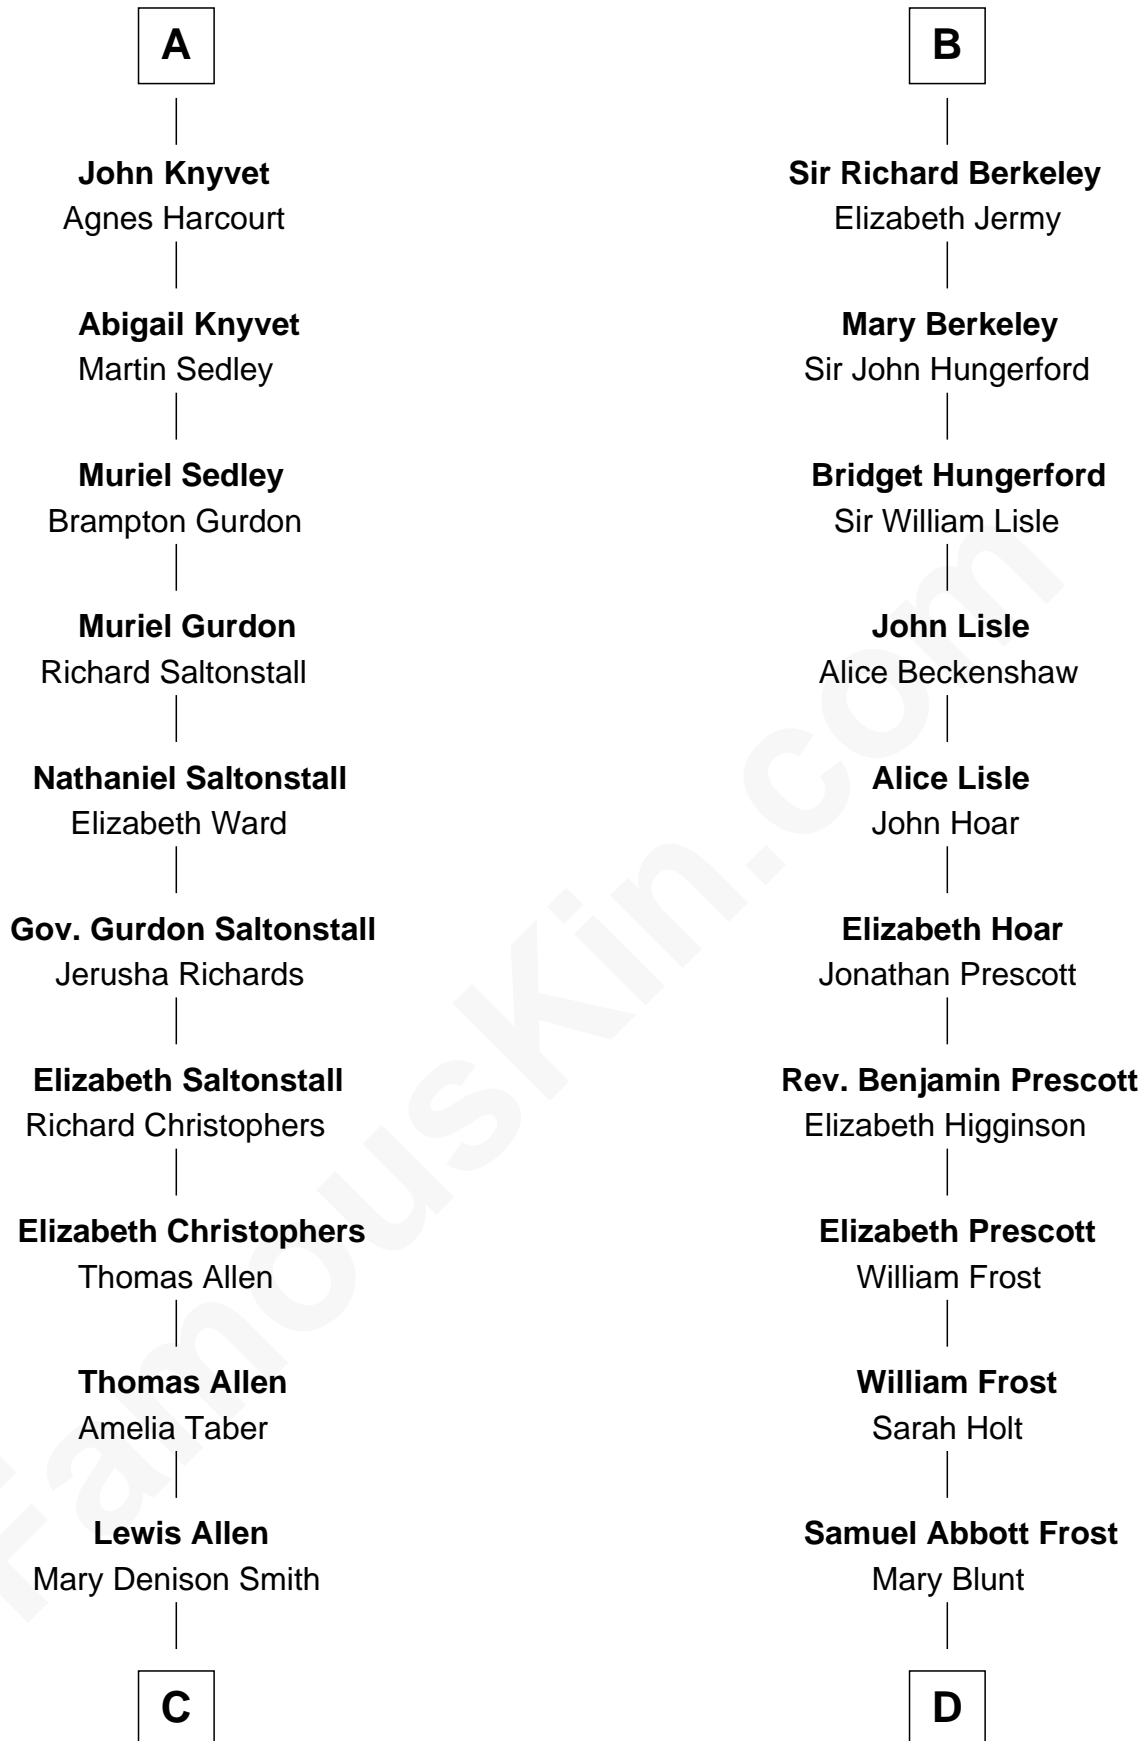 A
John Knyvet
Agnes Harcourt
Abigail Knyvet
Martin Sedley
Muriel Sedley
Brampton Gurdon
Muriel Gurdon
Richard Saltonstall
Nathaniel Saltonstall
Elizabeth Ward
Gov. Gurdon Saltonstall
Jerusha Richards
Elizabeth Saltonstall
Richard Christophers
Elizabeth Christophers
Thomas Allen
Thomas Allen
Amelia Taber
Lewis Allen
Mary Denison Smith
C
B
Sir Richard Berkeley
Elizabeth Jermy
Mary Berkeley
Sir John Hungerford
Bridget Hungerford
Sir William Lisle
John Lisle
Alice Beckenshaw
Alice Lisle
John Hoar
Elizabeth Hoar
Jonathan Prescott
Rev. Benjamin Prescott
Elizabeth Higginson
Elizabeth Prescott
William Frost
William Frost
Sarah Holt
Samuel Abbott Frost
Mary Blunt
D
FamousKin.com